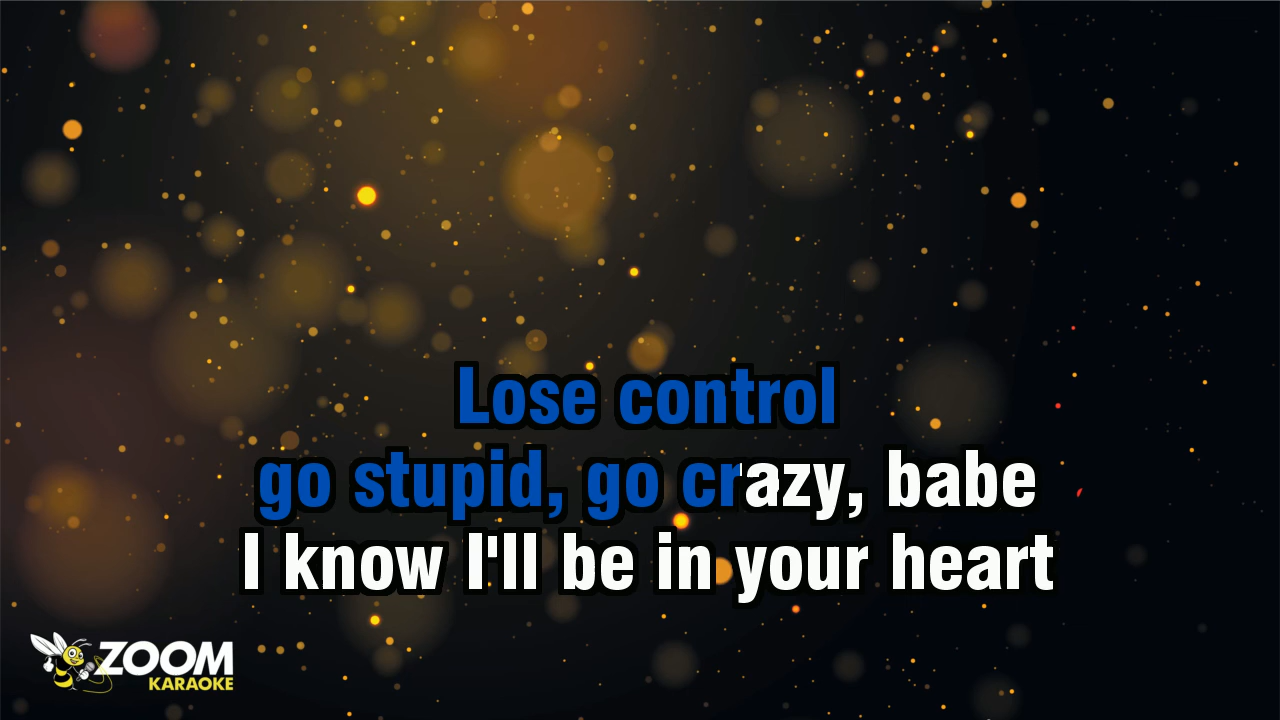 Lose control
go stupid, go crazy, babe
I know I'll be in your heart
ZOOM
KARAOKE